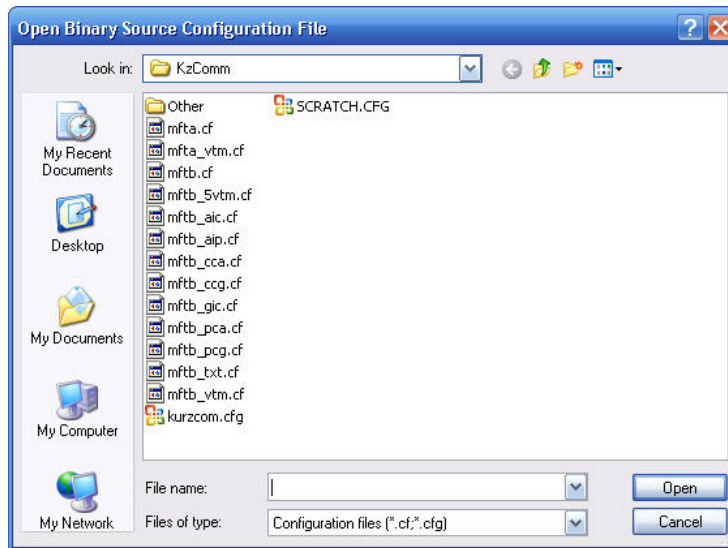 Open Binary Source Configuration File
Look in: KzComm
Other SCRATCH.CFG
mfta.cf
mfta_vtm.cf
mftb.cf
mftb_5vtm.cf
mftb_aic.cf
mftb_aip.cf
mftb_cca.cf
mftb_ccg.cf
mftb_gic.cf
mftb_pca.cf
mftb_pcg.cf
mftb_txt.cf
mftb_vtm.cf
kurzcom.cfg
My Recent
Documents
Desktop
My Documents
My Computer
My Network
File name: Open
Files of type: Configuration files (*.cf;*.cfg) Cancel